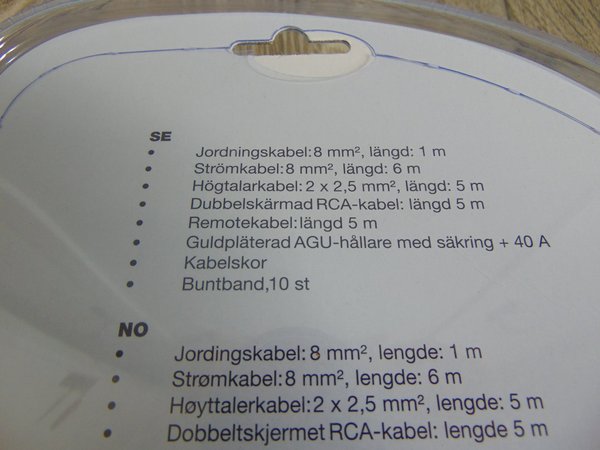 SE
• Jordningskabel: 8 mm², längd: 1 m
• Strömkabel: 8 mm², längd: 6 m
• Högtalarkabel: 2 x 2,5 mm², längd: 5 m
• Dubbelskärmad RCA-kabel: längd 5 m
• Remotekabel: längd 5 m
• Guldpläterad AGU-hållare med säkring + 40 A
• Kabelskor
• Buntband,10 st
NO
• Jordingskabel: 8 mm², lengde: 1 m
• Strømkabel: 8 mm², lengde: 6 m
• Høyttalerkabel: 2 x 2,5 mm², lengde: 5 m
• Dobbeltskjermet RCA-kabel: lengde 5 m